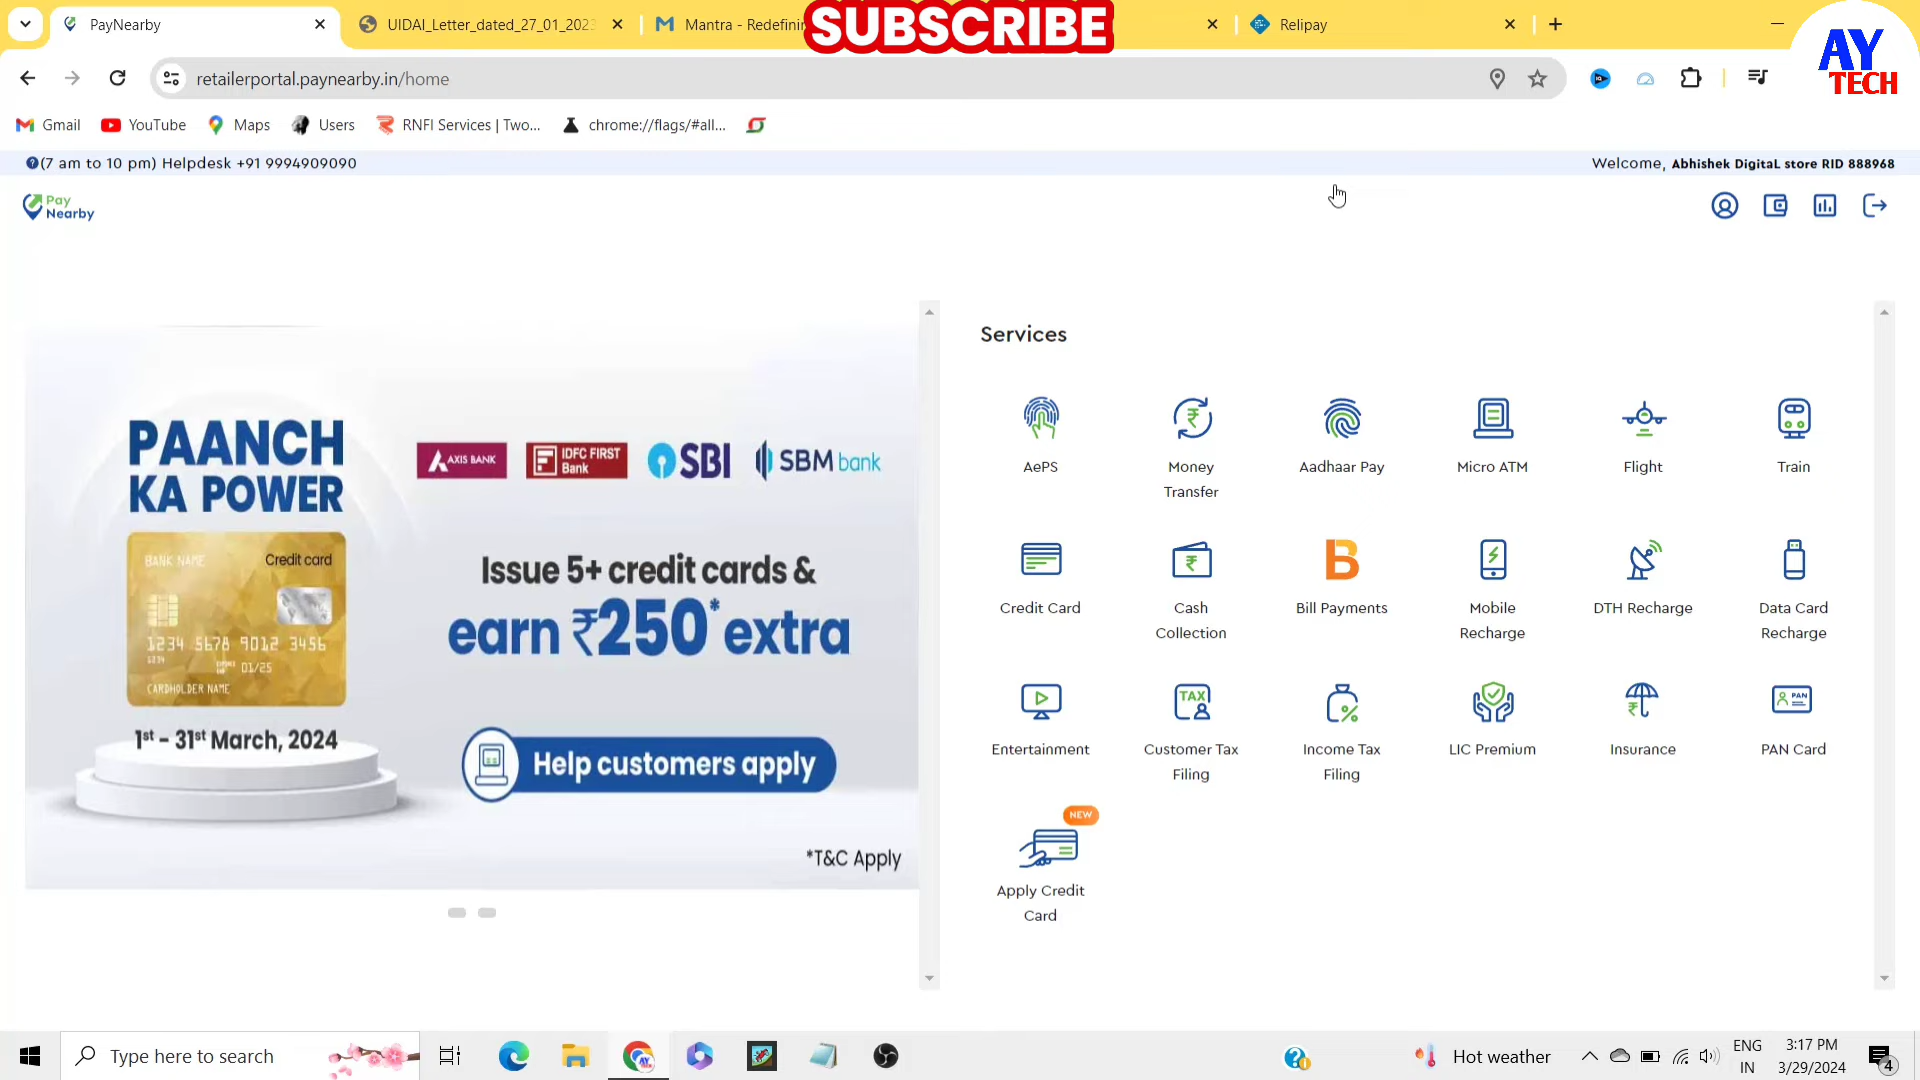 PayNearby
UIDAI_Letter_dated_27_01_202
Mantra - Redefini
SUBSCRIBE
Relipay
AY
TECH
retailerportal.paynearby.in/home
Gmail
YouTube
Maps
Users
RNFI Services | Two...
chrome://flags/#all...
(7 am to 10 pm) Helpdesk +91 9994909090
Welcome, Abhishek DigitaL store RID 888968
Pay
Nearby
PAANCH
KA POWER
AXIS BANK
IDFC FIRST
Bank
SBI
SBM bank
BANK NAME
Credit card
1234 5678 9012 3456
1234
01/25
CARDHOLDER NAME
1st - 31st March, 2024
Issue 5+ credit cards &
earn ₹250* extra
Help customers apply
*T&C Apply
Services
AePS
Money
Transfer
Aadhaar Pay
Micro ATM
Flight
Train
Credit Card
Cash
Collection
Bill Payments
Mobile
Recharge
DTH Recharge
Data Card
Recharge
Entertainment
TAX
Customer Tax
Filing
Income Tax
Filing
LIC Premium
Insurance
PAN
PAN Card
NEW
Apply Credit
Card
Type here to search
Hot weather
ENG
IN
3:17 PM
3/29/2024
4